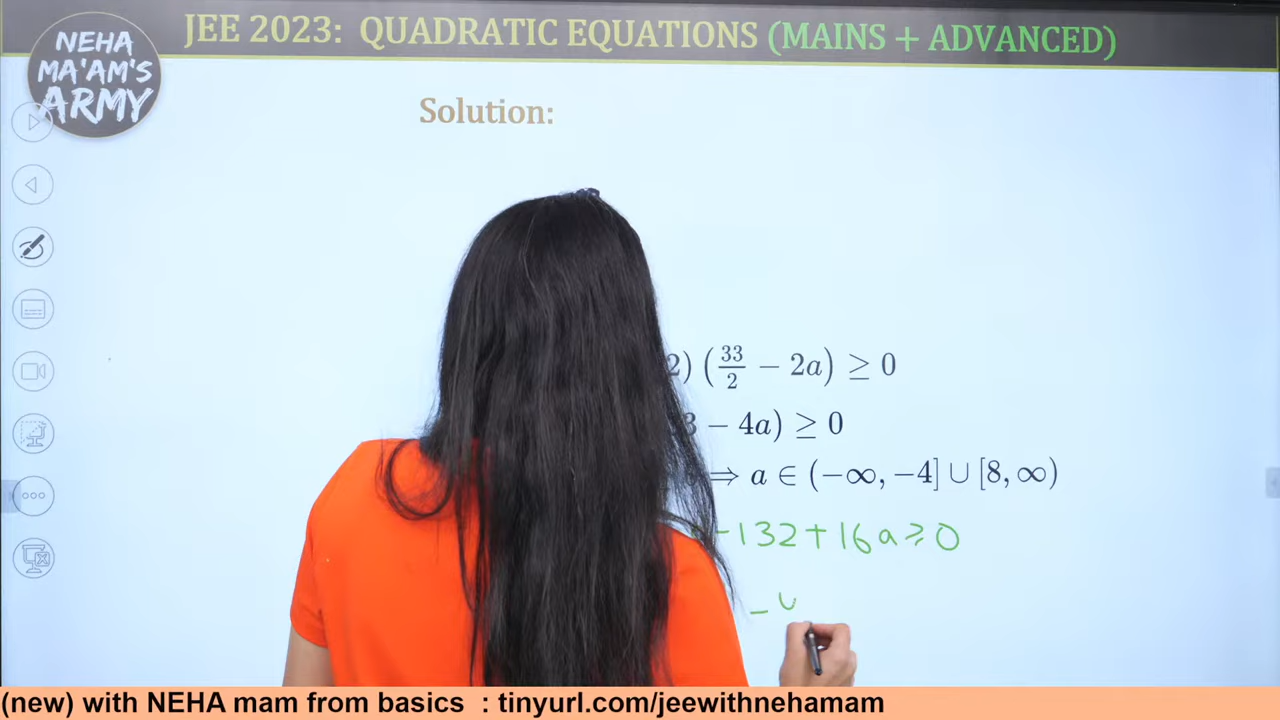 JEE 2023: QUADRATIC EQUATIONS (MAINS + ADVANCED)
NEHA
MA'AM'S
ARMY
Solution:
2) (33/2 − 2a) ≥ 0
3 − 4a) ≥ 0
⇒ a ∈ (−∞, −4] ∪ [8, ∞)
-132+16a≥0
(new) with NEHA mam from basics : tinyurl.com/jeewithnehamam